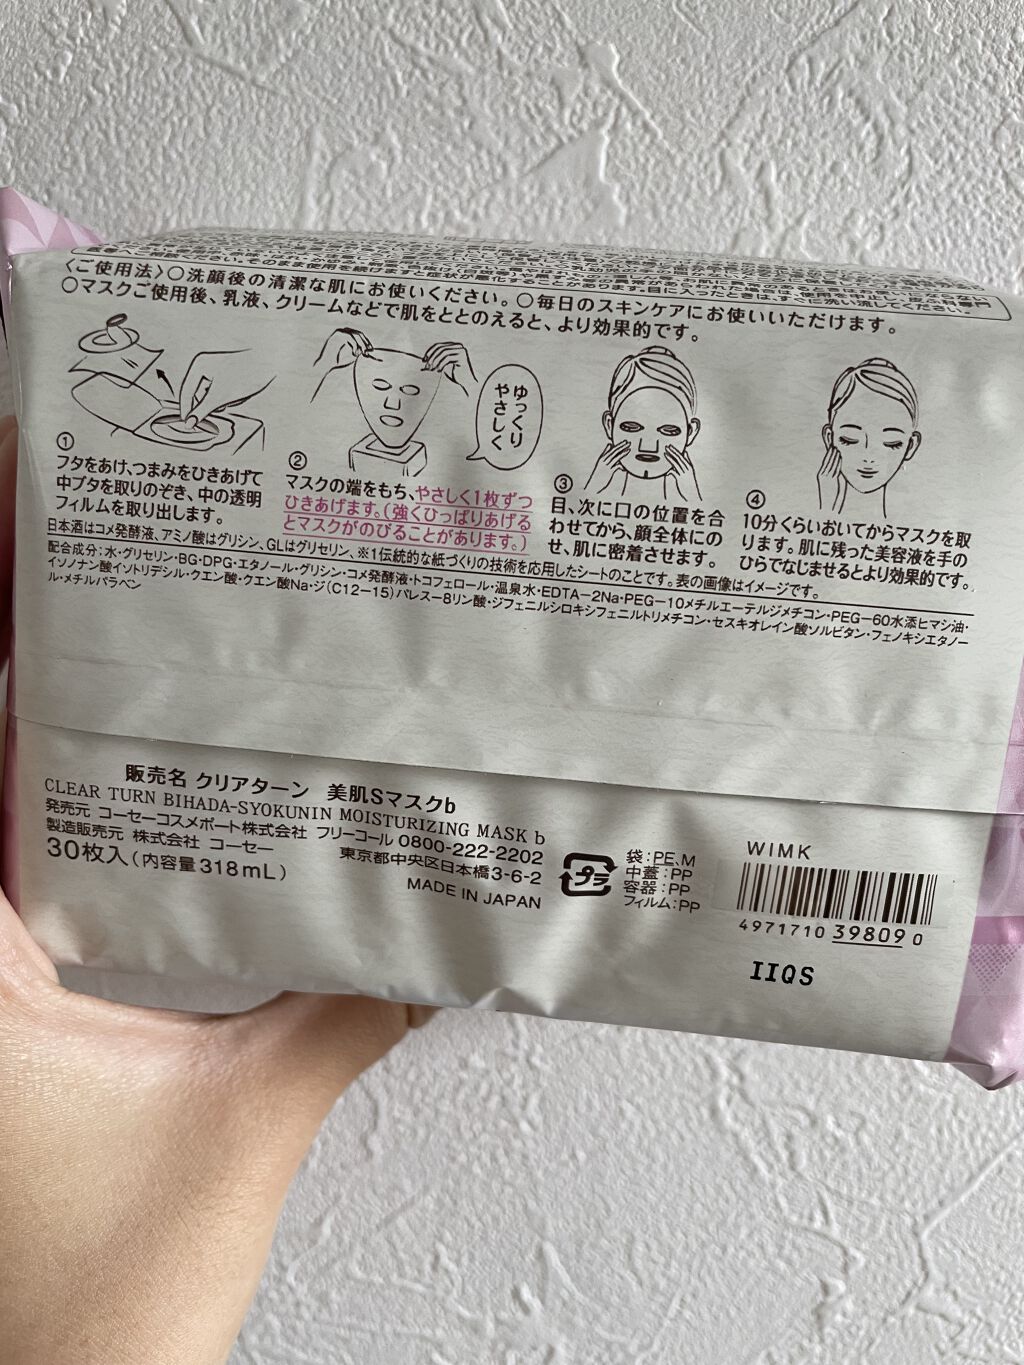 〈ご使用法〉○洗顔後の清潔な肌にお使いください。○毎日のスキンケアにお使いいただけます。
○マスクご使用後、乳液、クリームなどで肌をととのえると、より効果的です。
①
フタをあけ、つまみをひきあげて
中ブタを取りのぞき、中の透明
フィルムを取り出します。
ゆっくり
やさしく
②
マスクの端をもち、やさしく1枚ずつ
ひきあげます。(強くひっぱりあげる
とマスクがのびることがあります。)
③
目、次に口の位置を合
わせてから、顔全体にの
せ、肌に密着させます。
④
10分くらいおいてからマスクを取
ります。肌に残った美容液を手の
ひらでなじませるとより効果的です。
日本酒はコメ発酵液、アミノ酸はグリシン、GLはグリセリン、※1伝統的な紙づくりの技術を応用したシートのことです。表の画像はイメージです。
配合成分:水・グリセリン・BG・DPG・エタノール・グリシン・コメ発酵液・トコフェロール・温泉水・EDTA−2Na・PEG−10メチルエーテルジメチコン・PEG−60水添ヒマシ油・
イソノナン酸イソトリデシル・クエン酸・クエン酸Na・ジ(C12−15)パレス−8リン酸・ジフェニルシロキシフェニルトリメチコン・セスキオレイン酸ソルビタン・フェノキシエタノー
ル・メチルパラベン
販売名 クリアターン 美肌Sマスクb
CLEAR TURN BIHADA-SYOKUNIN MOISTURIZING MASK b
発売元 コーセーコスメポート株式会社 フリーコール 0800-222-2202
製造販売元 株式会社 コーセー 東京都中央区日本橋3-6-2
30枚入(内容量318mL) MADE IN JAPAN
プラ
袋:PE、M
中蓋:PP
容器:PP
フィルム:PP
WIMK
4971710 39809 0
IIQS